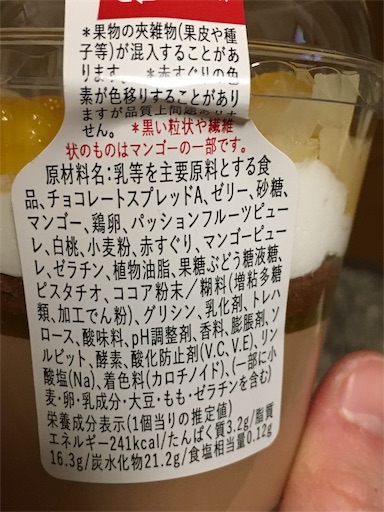 *果物の夾雑物(果皮や種
子等)が混入することがあ
ります。 *赤すぐりの色
素が色移りすることがあり
ますが品質上問題ありま
せん。 *黒い粒状や繊維
状のものはマンゴーの一部です。
原材料名:乳等を主要原料とする食
品、チョコレートスプレッドA、ゼリー、砂糖、
マンゴー、鶏卵、パッションフルーツピュー
レ、白桃、小麦粉、赤すぐり、マンゴーピュー
レ、ゼラチン、植物油脂、果糖ぶどう糖液糖、
ピスタチオ、ココア粉末/糊料(増粘多糖
類、加工でん粉)、グリシン、乳化剤、トレハ
ロース、酸味料、pH調整剤、香料、膨脹剤、ソ
ルビット、酵素、酸化防止剤(V.C、V.E)、リン
酸塩(Na)、着色料(カロチノイド)、(一部に小
麦・卵・乳成分・大豆・もも・ゼラチンを含む)
栄養成分表示(1個当りの推定値)
エネルギー241kcal/たんぱく質3.2g/脂質
16.3g/炭水化物21.2g/食塩相当量0.12g